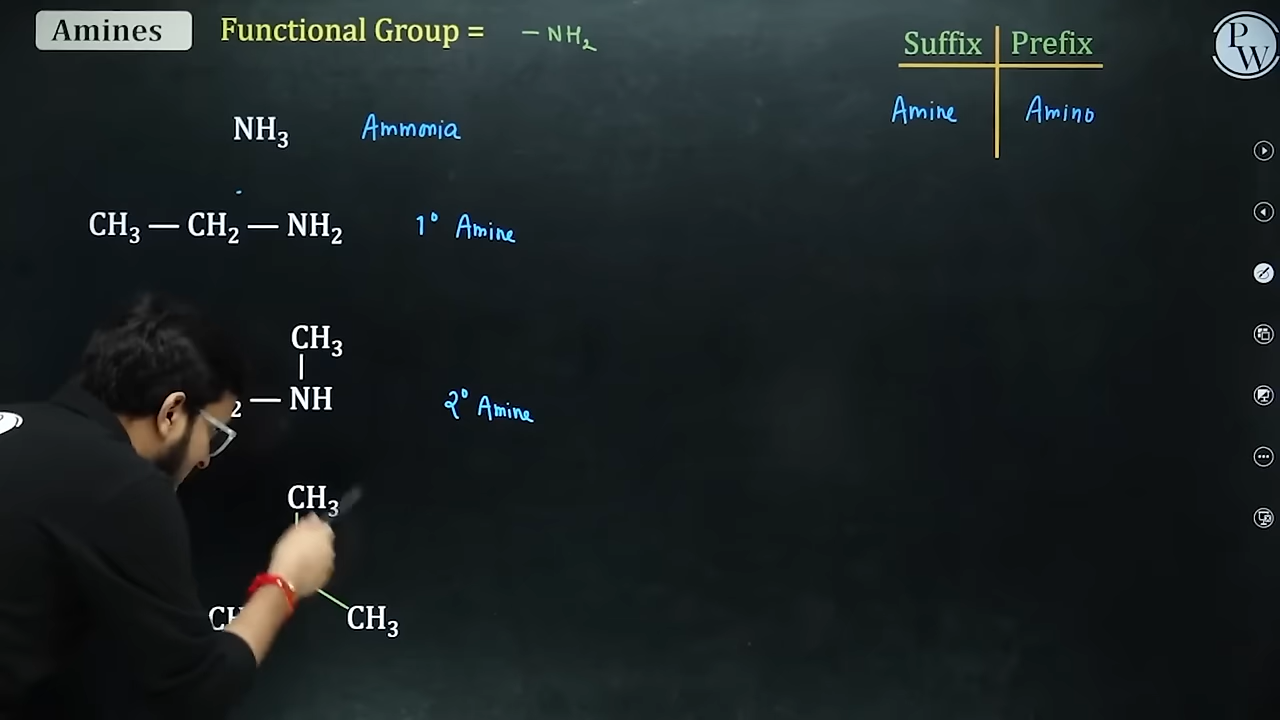 Amines Functional Group = – NH₂ Suffix Prefix
PW
Amine Amino
NH₃ Ammonia
CH₃ — CH₂ — NH₂ 1° Amine
CH₃
₂ — NH 2° Amine
CH₃
CH₃